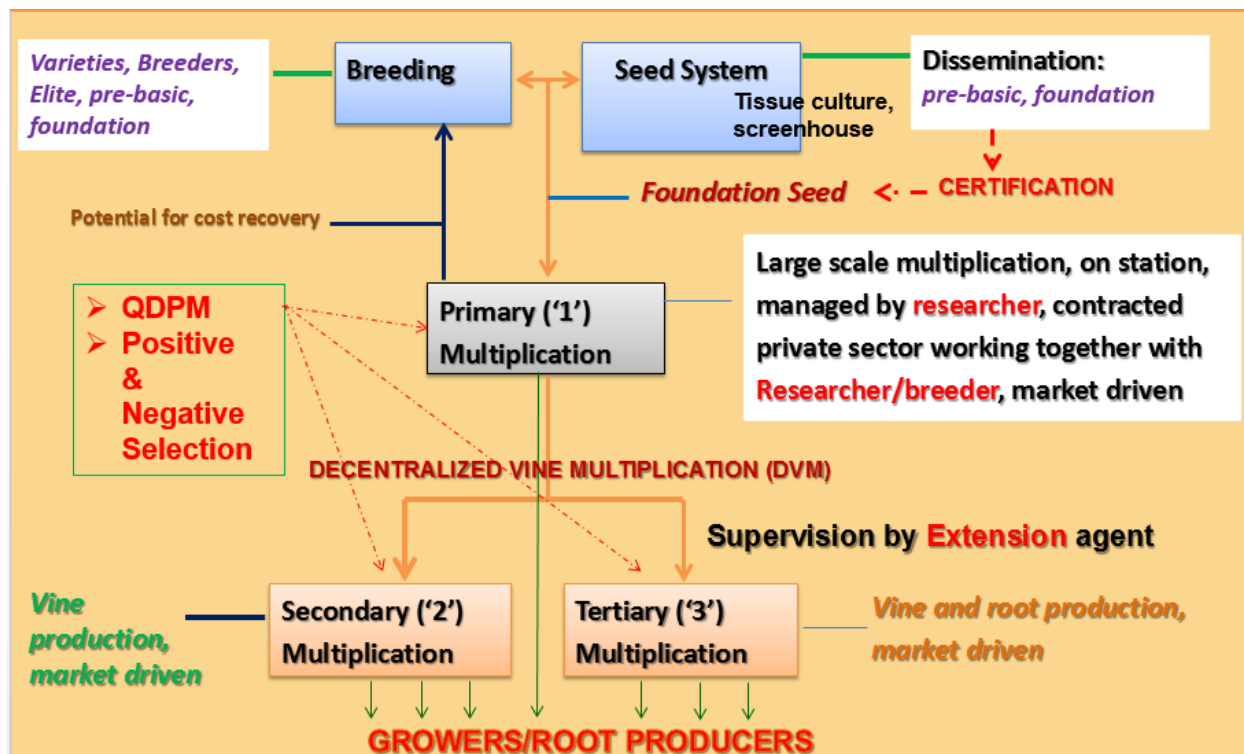 Varieties, Breeders,
Elite, pre-basic,
foundation
Breeding
Seed System
Tissue culture,
screenhouse
Dissemination:
pre-basic, foundation
Foundation Seed
CERTIFICATION
Potential for cost recovery
➢ QDPM
➢ Positive
&
Negative
Selection
Primary (‘1’)
Multiplication
Large scale multiplication, on station,
managed by researcher, contracted
private sector working together with
Researcher/breeder, market driven
DECENTRALIZED VINE MULTIPLICATION (DVM)
Supervision by Extension agent
Vine
production,
market driven
Secondary (‘2’)
Multiplication
Tertiary (‘3’)
Multiplication
Vine and root production,
market driven
GROWERS/ROOT PRODUCERS